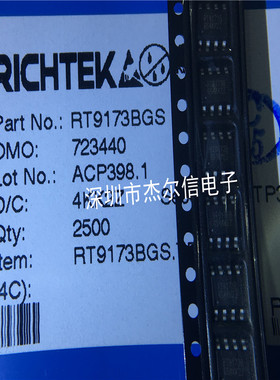 RICHTEK
Part No.: RT9173BGS
OMO: 723440
Lot No.: ACP398.1
D/C:
深圳市杰尔信电子
Qty: 2500
Item: RT9173BGS.
4C):